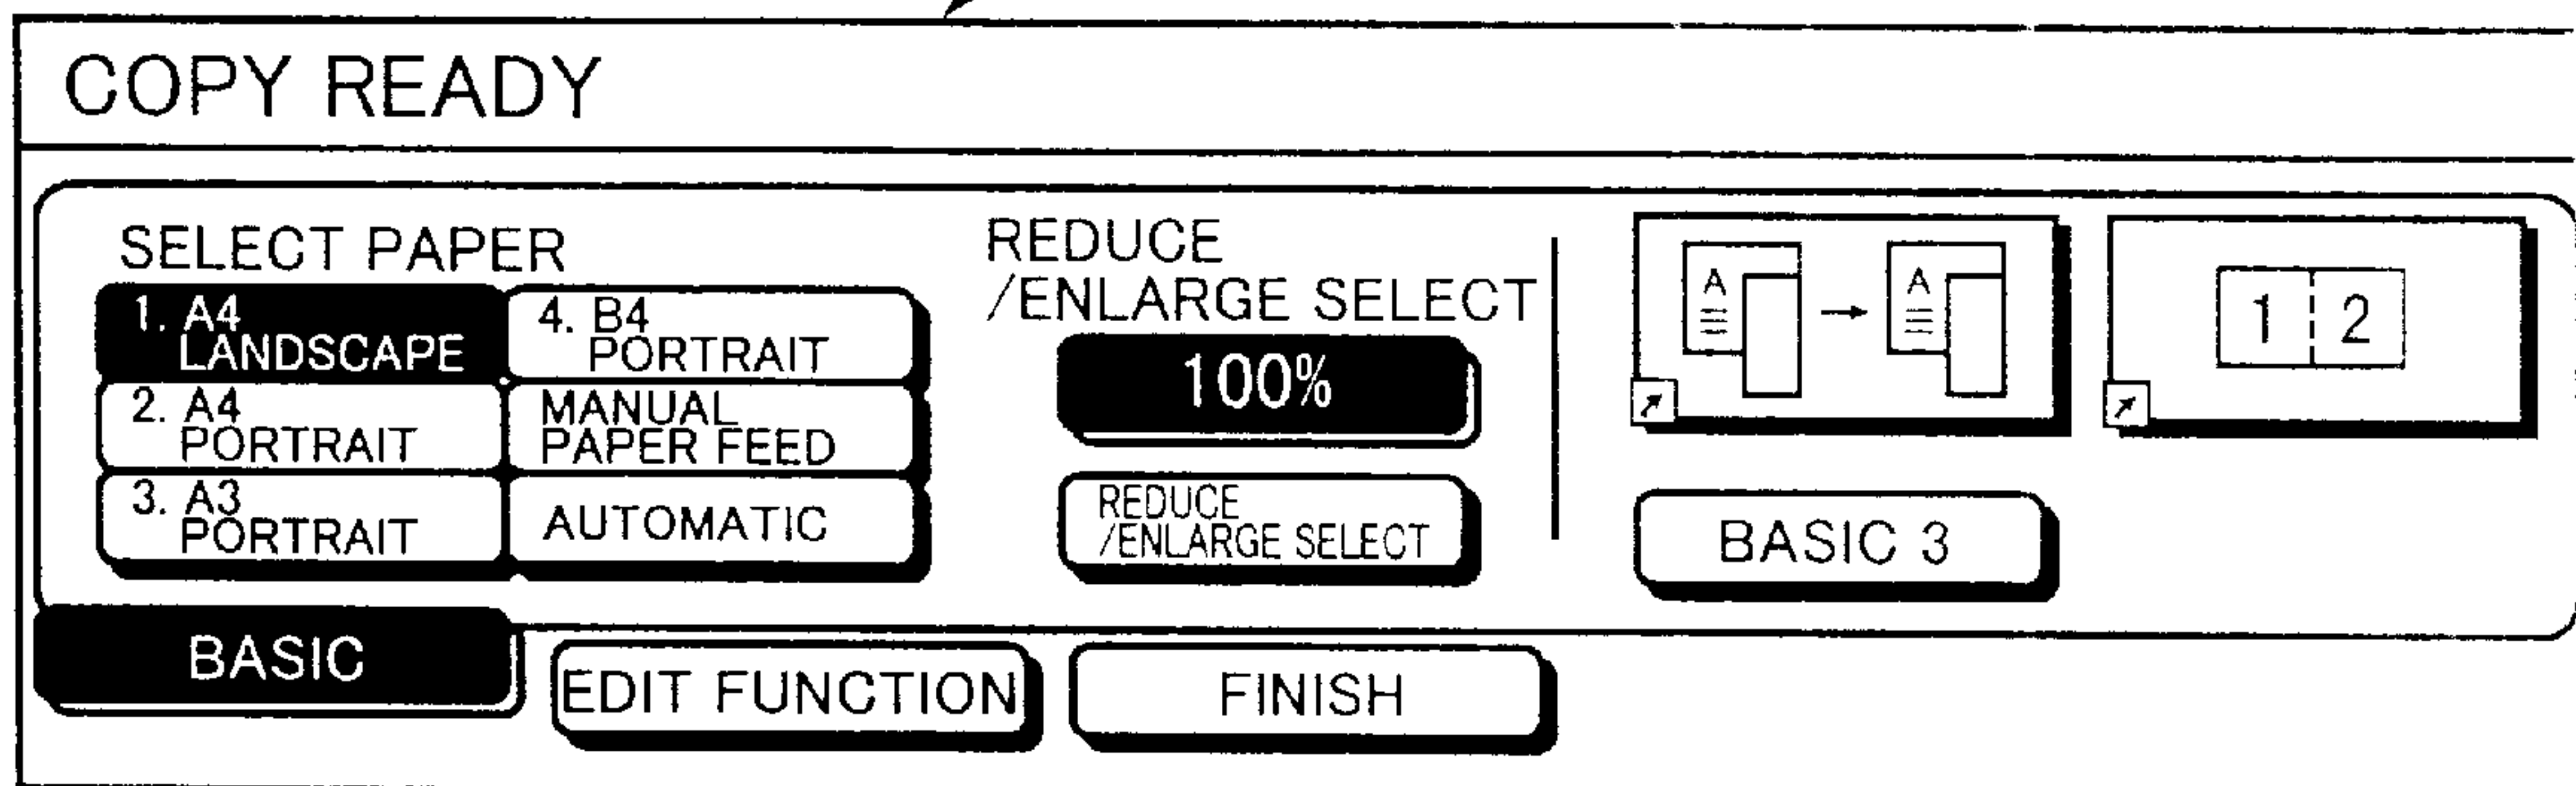 COPY READY
SELECT PAPER
1. A4
LANDSCAPE
2. A4
PORTRAIT
3. A3
PORTRAIT
4. B4
PORTRAIT
MANUAL
PAPER FEED
AUTOMATIC
REDUCE
/ENLARGE SELECT
100%
REDUCE
/ENLARGE SELECT
A
A
1 2
BASIC 3
BASIC
EDIT FUNCTION
FINISH